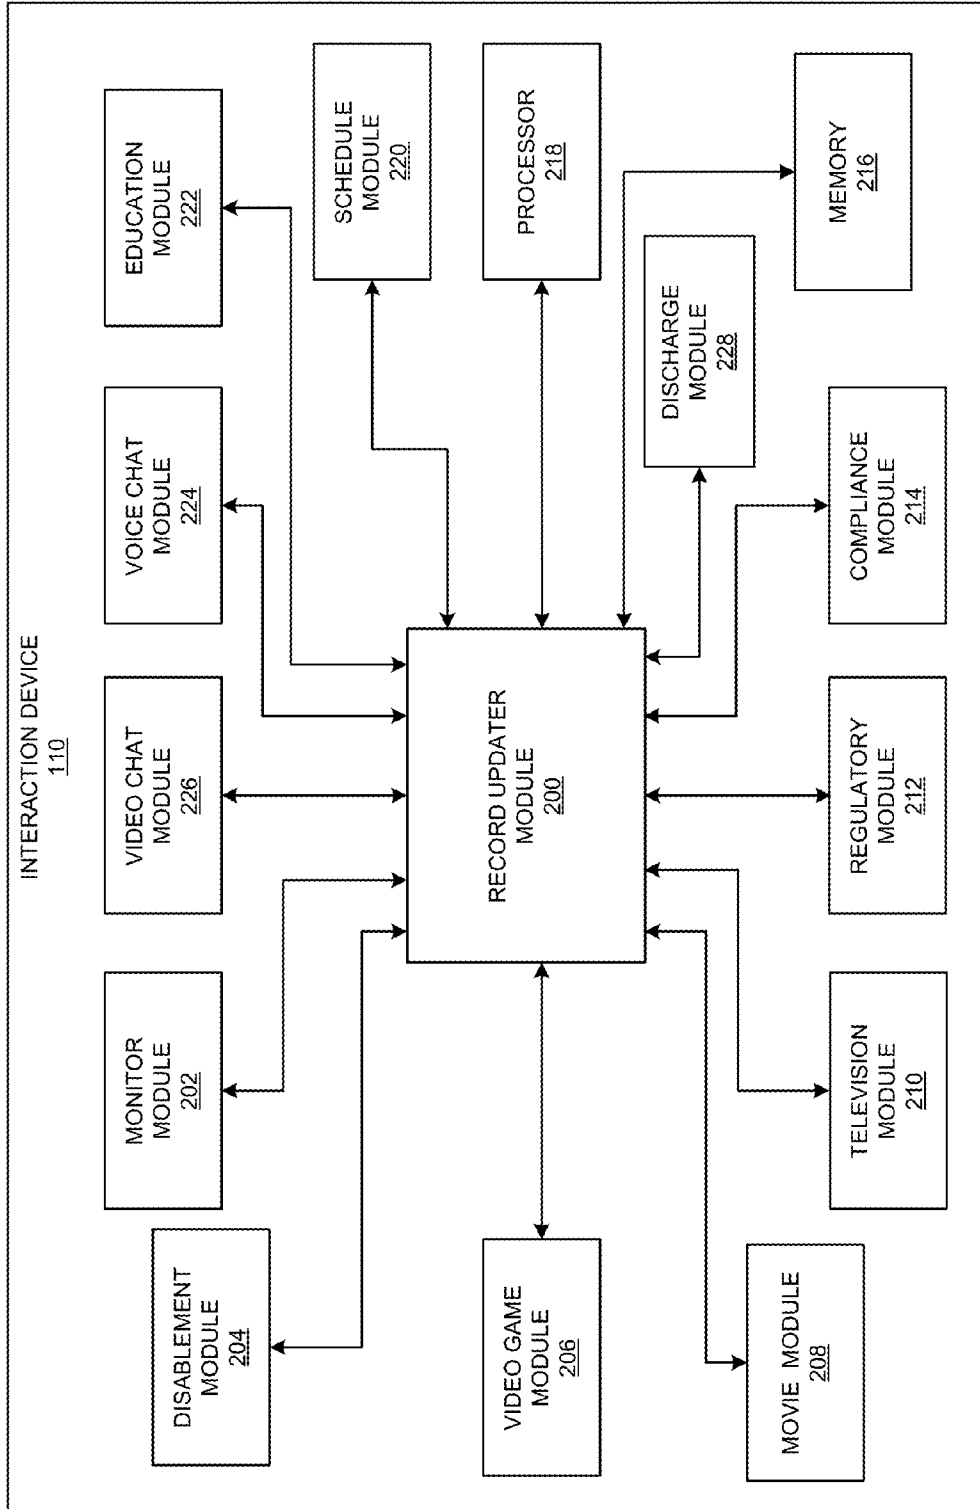 INTERACTION DEVICE
110
DISABLEMENT
MODULE
204
MONITOR
MODULE
202
VIDEO CHAT
MODULE
226
VOICE CHAT
MODULE
224
EDUCATION
MODULE
222
SCHEDULE
MODULE
220
VIDEO GAME
MODULE
206
RECORD UPDATER
MODULE
200
PROCESSOR
218
DISCHARGE
MODULE
228
MOVIE MODULE
208
TELEVISION
MODULE
210
REGULATORY
MODULE
212
COMPLIANCE
MODULE
214
MEMORY
216